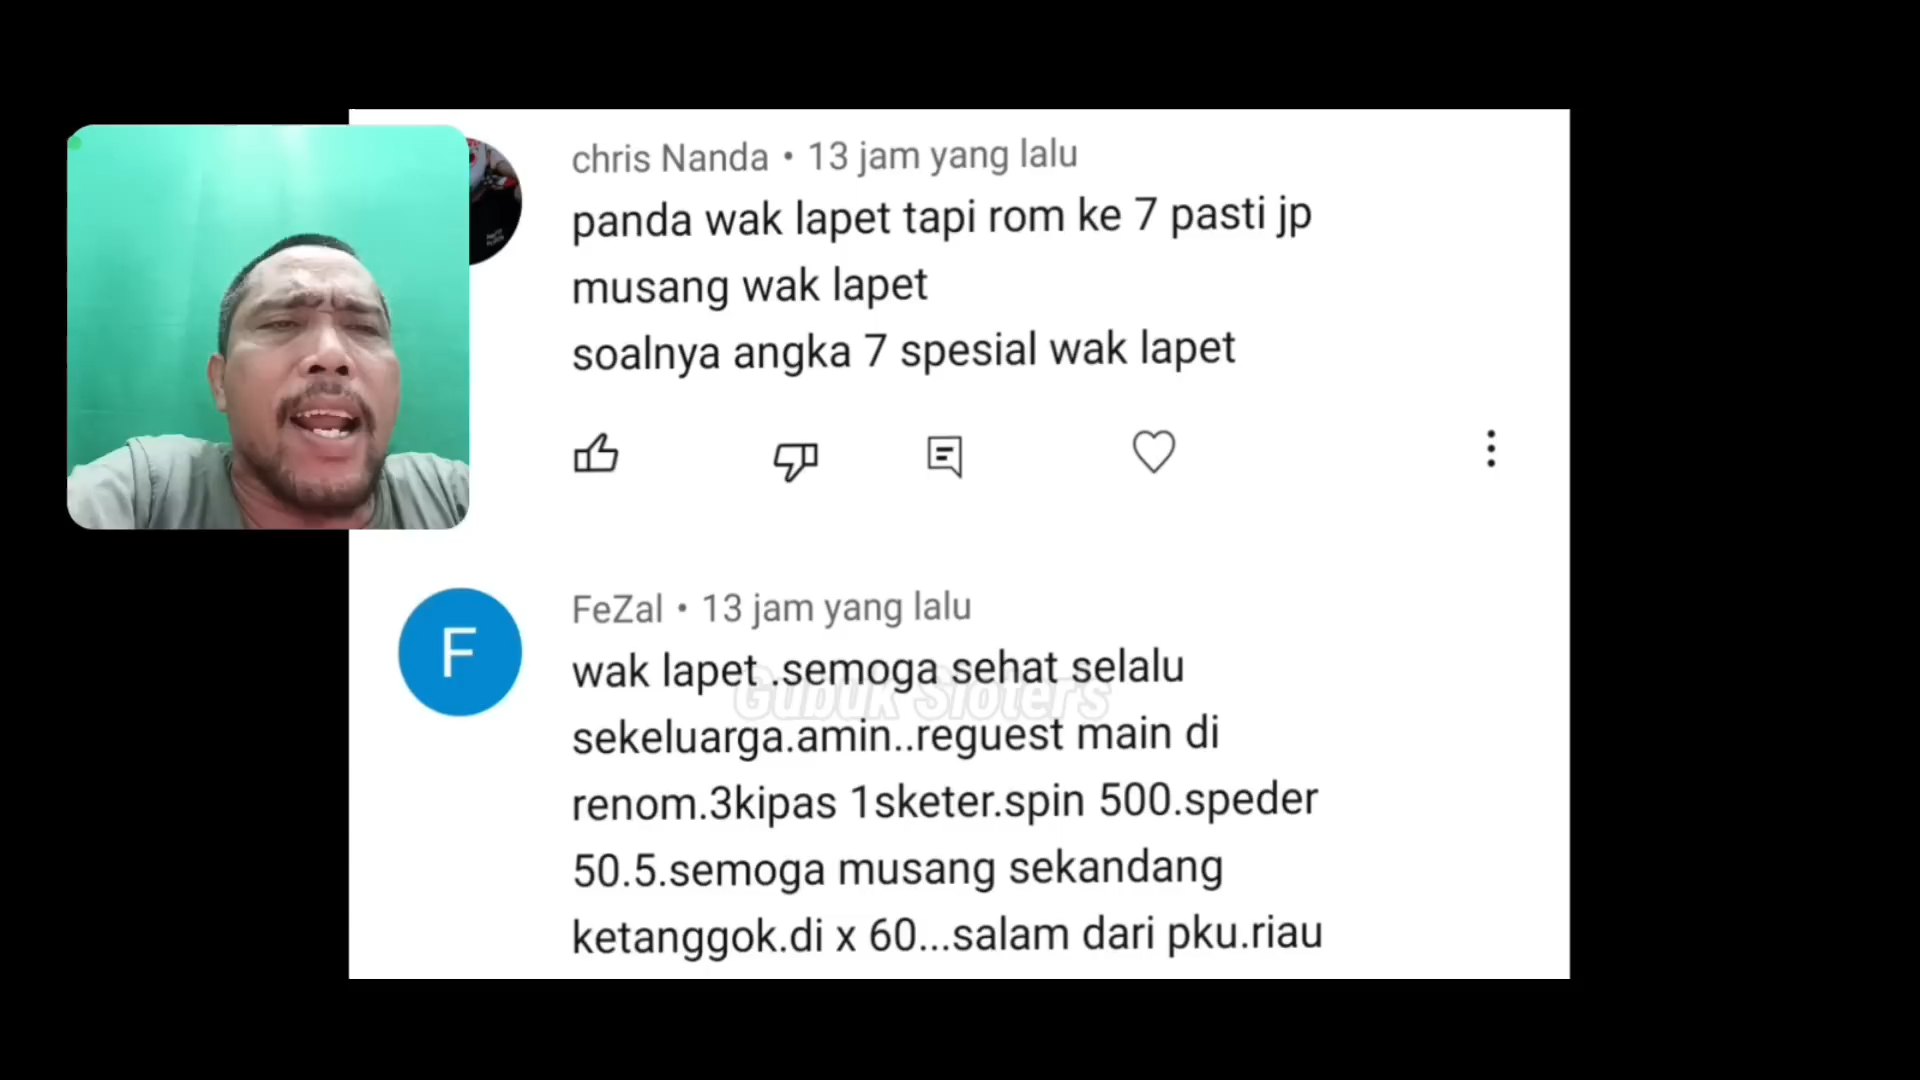 chris Nanda • 13 jam yang lalu
panda wak lapet tapi rom ke 7 pasti jp
musang wak lapet
soalnya angka 7 spesial wak lapet
F
FeZal • 13 jam yang lalu
wak lapet .semoga sehat selalu
Gubuk Sloters
sekeluarga.amin..reguest main di
renom.3kipas 1sketer.spin 500.speder
50.5.semoga musang sekandang
ketanggok.di x 60...salam dari pku.riau